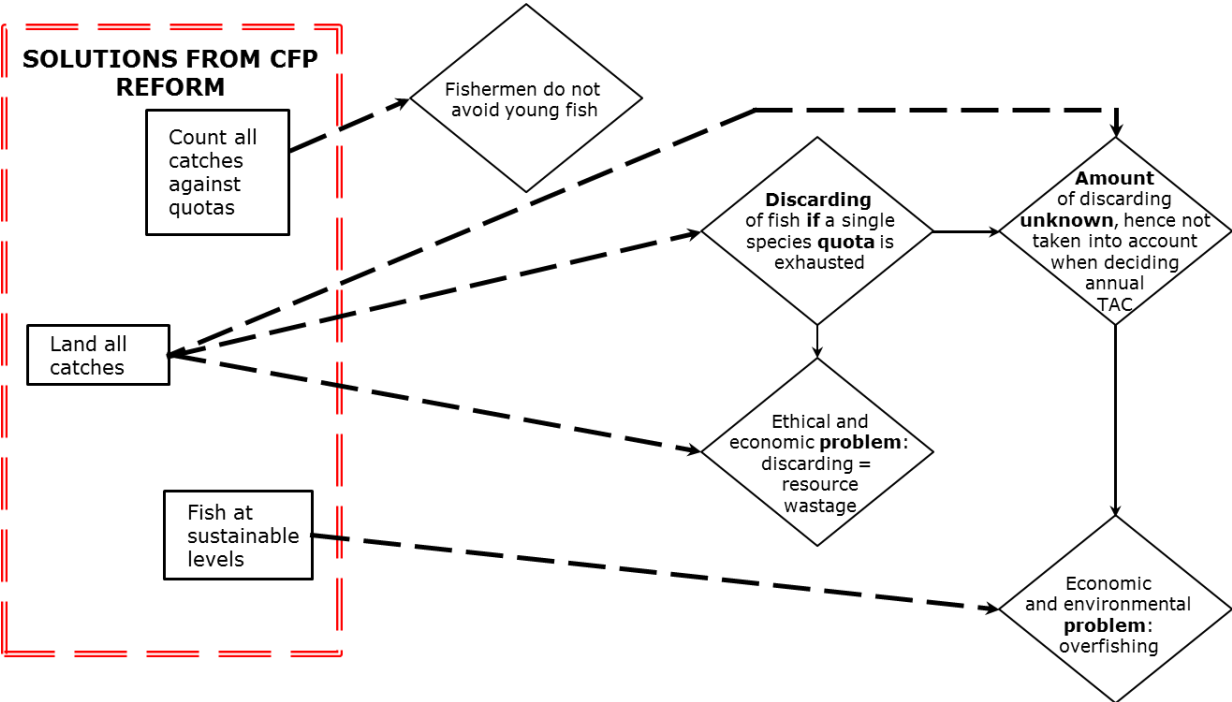 SOLUTIONS FROM CFP
REFORM
Count all
catches
against
quotas
Land all
catches
Fish at
sustainable
levels
Fishermen do not
avoid young fish
Discarding
of fish if a single
species quota is
exhausted
Amount
of discarding
unknown, hence not
taken into account
when deciding
annual
TAC
Ethical and
economic problem:
discarding =
resource
wastage
Economic
and environmental
problem:
overfishing